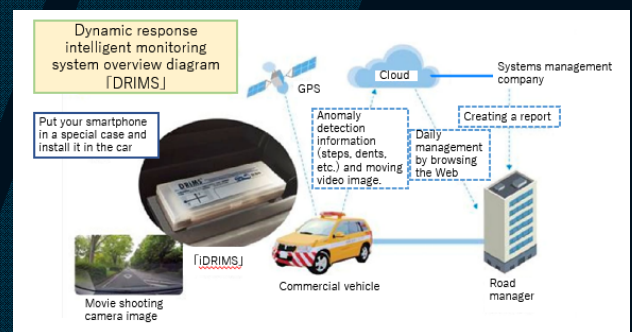 Dynamic response
intelligent monitoring
system overview diagram
「DRIMS」
GPS
Cloud
Systems management
company
Put your smartphone
in a special case and
install it in the car
Anomaly
detection
information
(steps, dents,
etc.) and moving
video image.
Daily
management
by browsing
the Web
Creating a report
DRIMS
「iDRIMS」
Movie shooting
camera image
Commercial vehicle
Road
manager